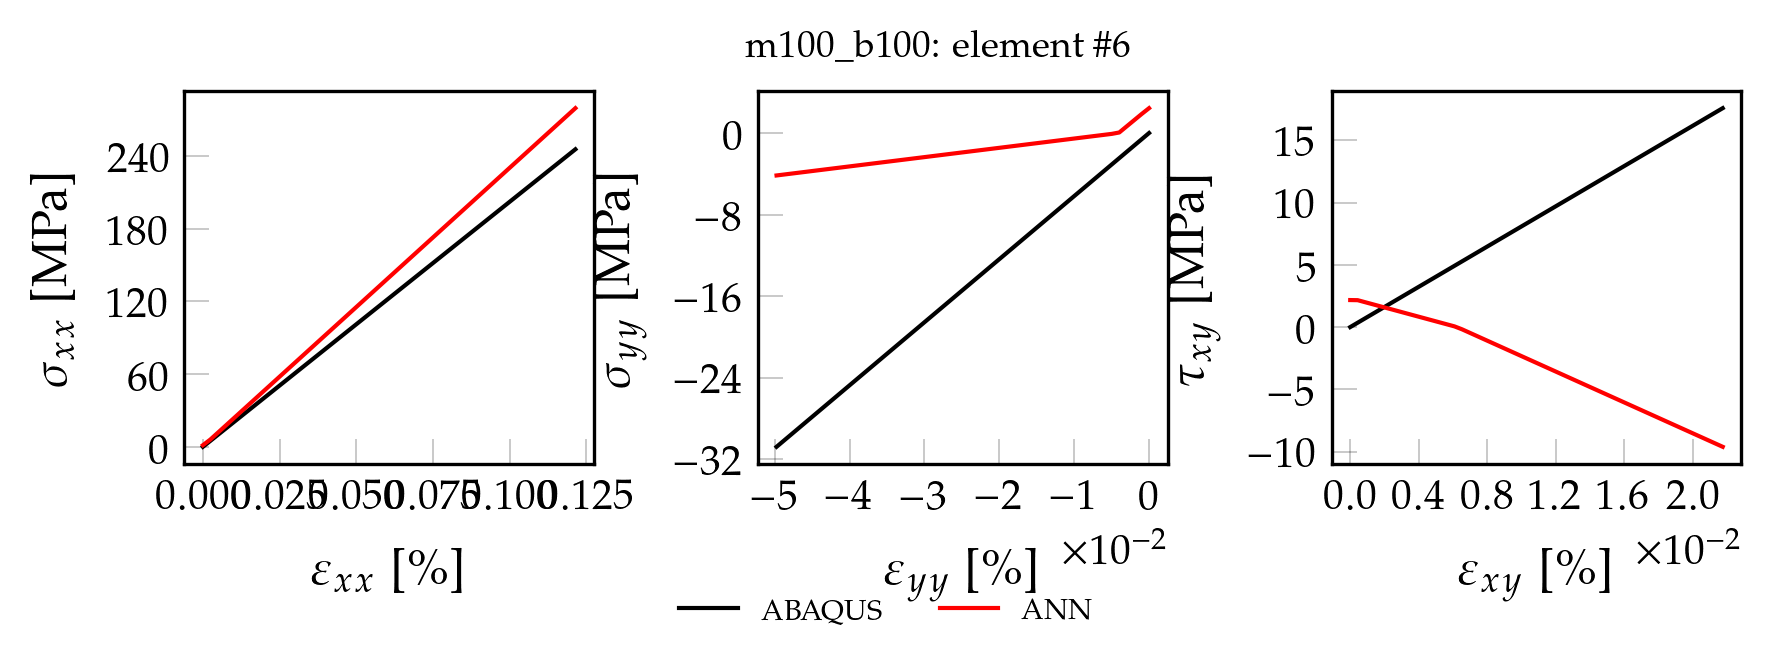 m100_b100: element #6
σxx [MPa]
240
180
120
60
0
0.000 0.025 0.050 0.075 0.100 0.125
εxx [%]
σyy [MPa]
0
−8
−16
−24
−32
−5 −4 −3 −2 −1 0
×10−2
εyy [%]
τxy [MPa]
15
10
5
0
−5
−10
0.0 0.4 0.8 1.2 1.6 2.0
×10−2
εxy [%]
ABAQUS ANN